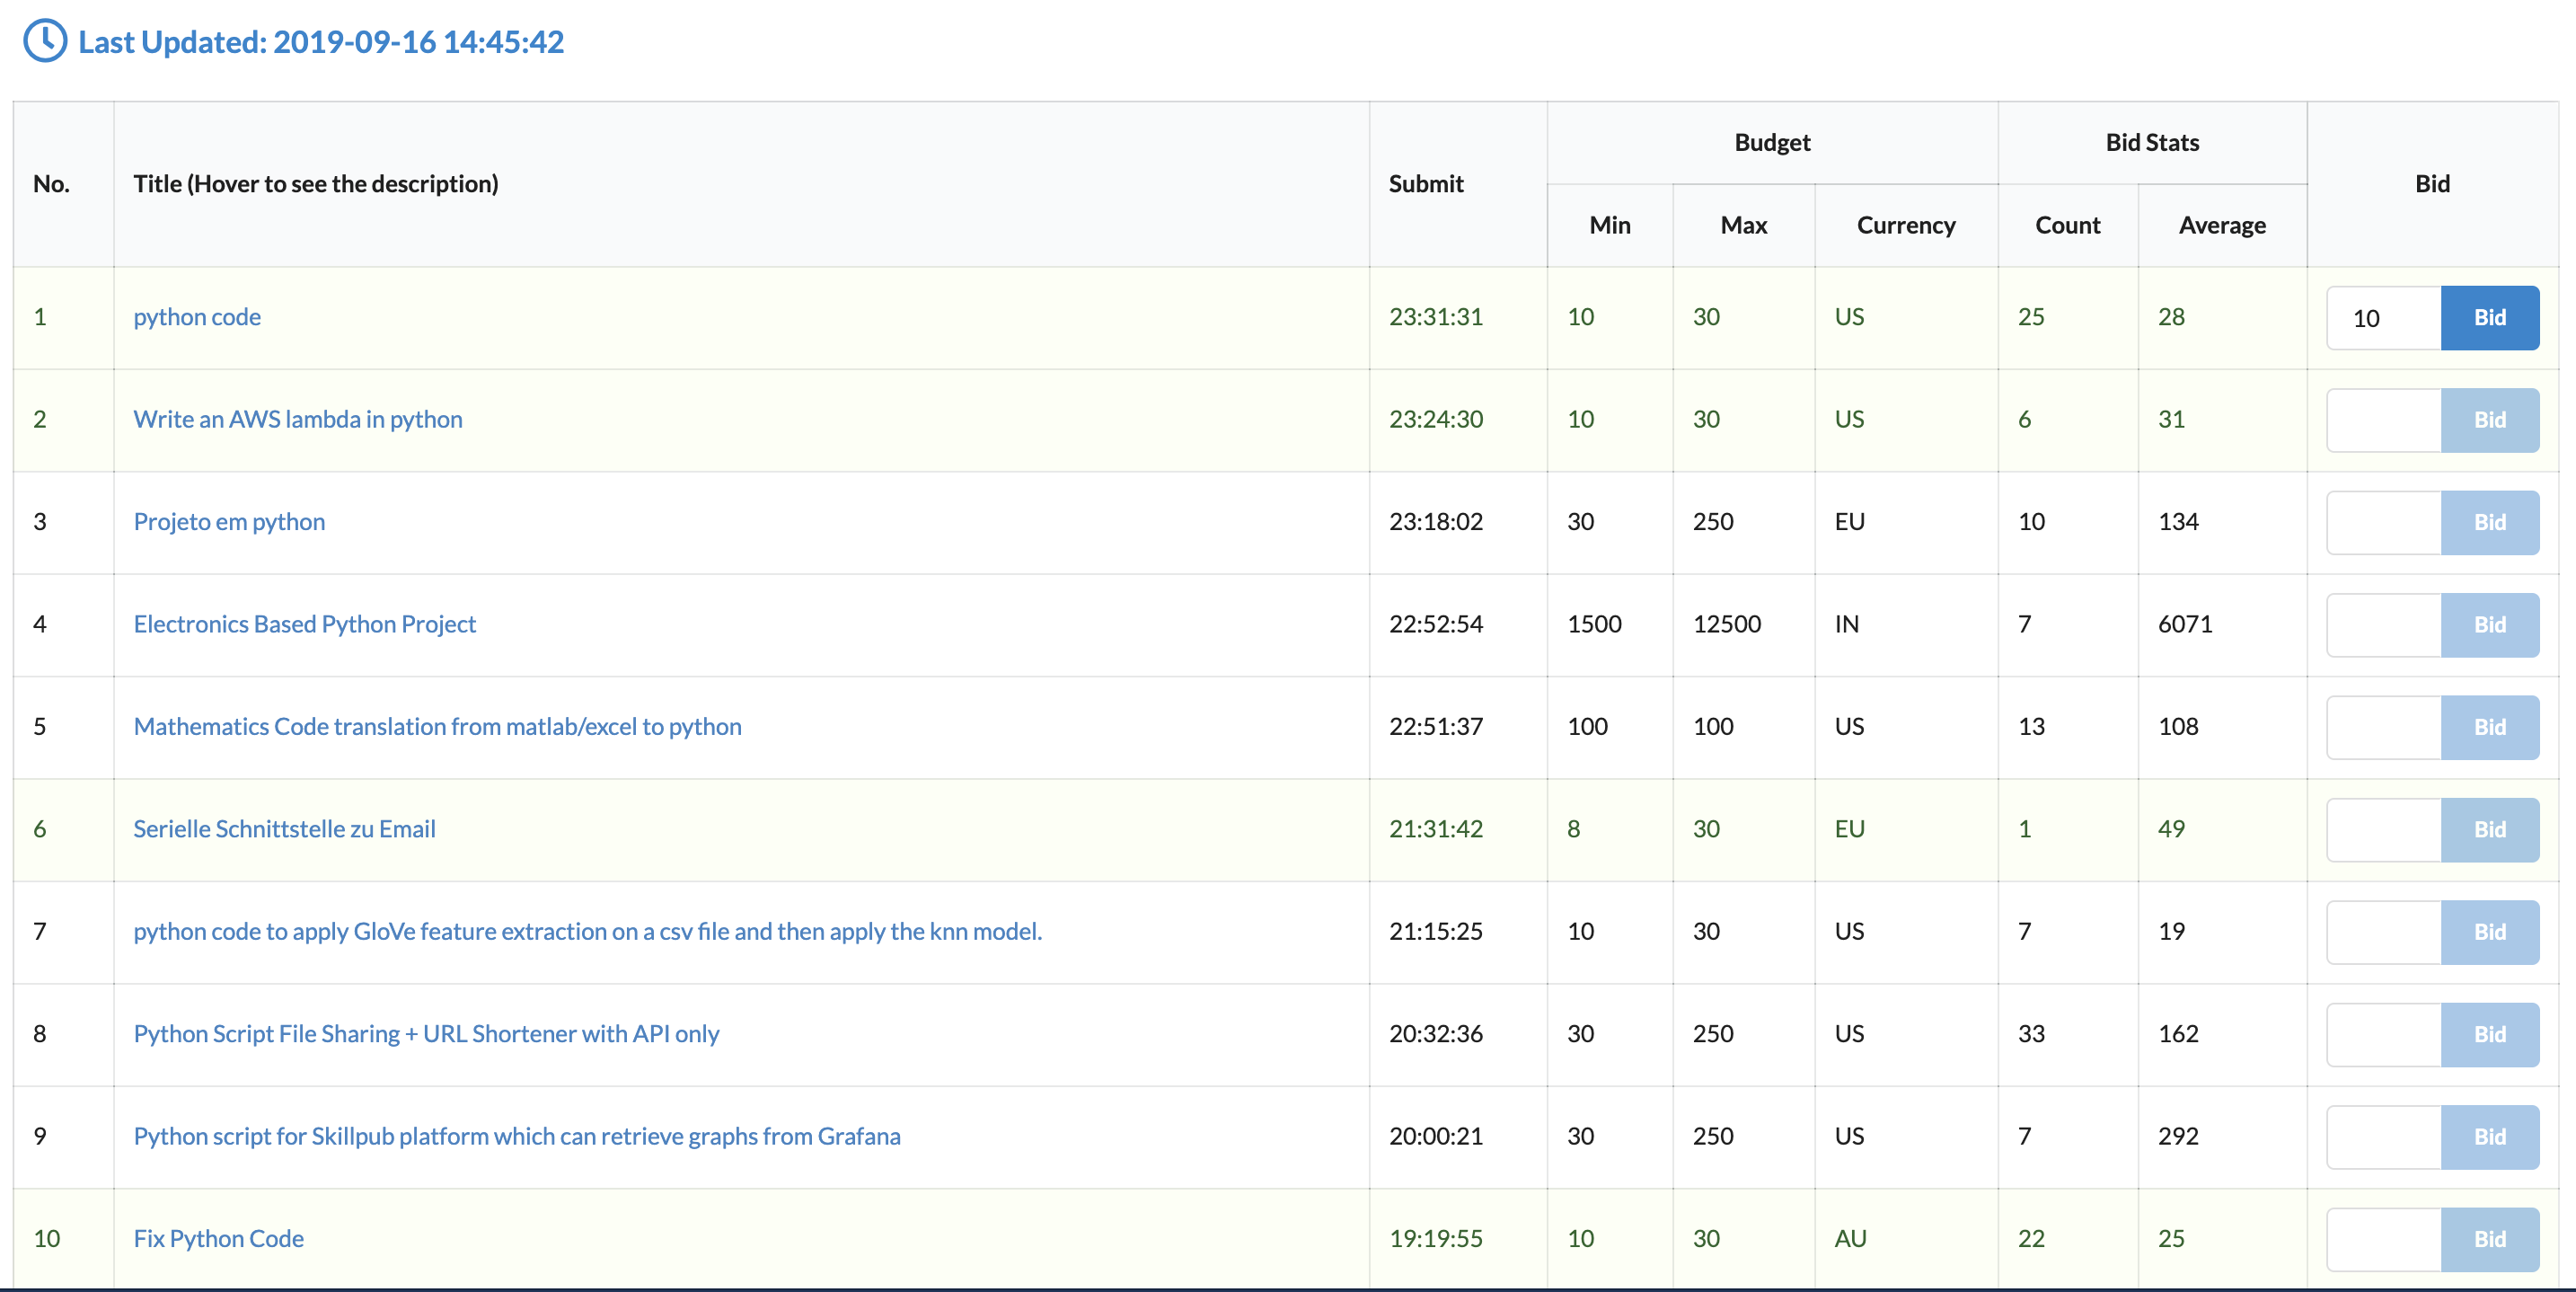 Last Updated: 2019-09-16 14:45:42
No. Title (Hover to see the description) Submit Budget Bid Stats Bid
Min Max Currency Count Average
1 python code 23:31:31 10 30 US 25 28 10 Bid
2 Write an AWS lambda in python 23:24:30 10 30 US 6 31 Bid
3 Projeto em python 23:18:02 30 250 EU 10 134 Bid
4 Electronics Based Python Project 22:52:54 1500 12500 IN 7 6071 Bid
5 Mathematics Code translation from matlab/excel to python 22:51:37 100 100 US 13 108 Bid
6 Serielle Schnittstelle zu Email 21:31:42 8 30 EU 1 49 Bid
7 python code to apply GloVe feature extraction on a csv file and then apply the knn model. 21:15:25 10 30 US 7 19 Bid
8 Python Script File Sharing + URL Shortener with API only 20:32:36 30 250 US 33 162 Bid
9 Python script for Skillpub platform which can retrieve graphs from Grafana 20:00:21 30 250 US 7 292 Bid
10 Fix Python Code 19:19:55 10 30 AU 22 25 Bid